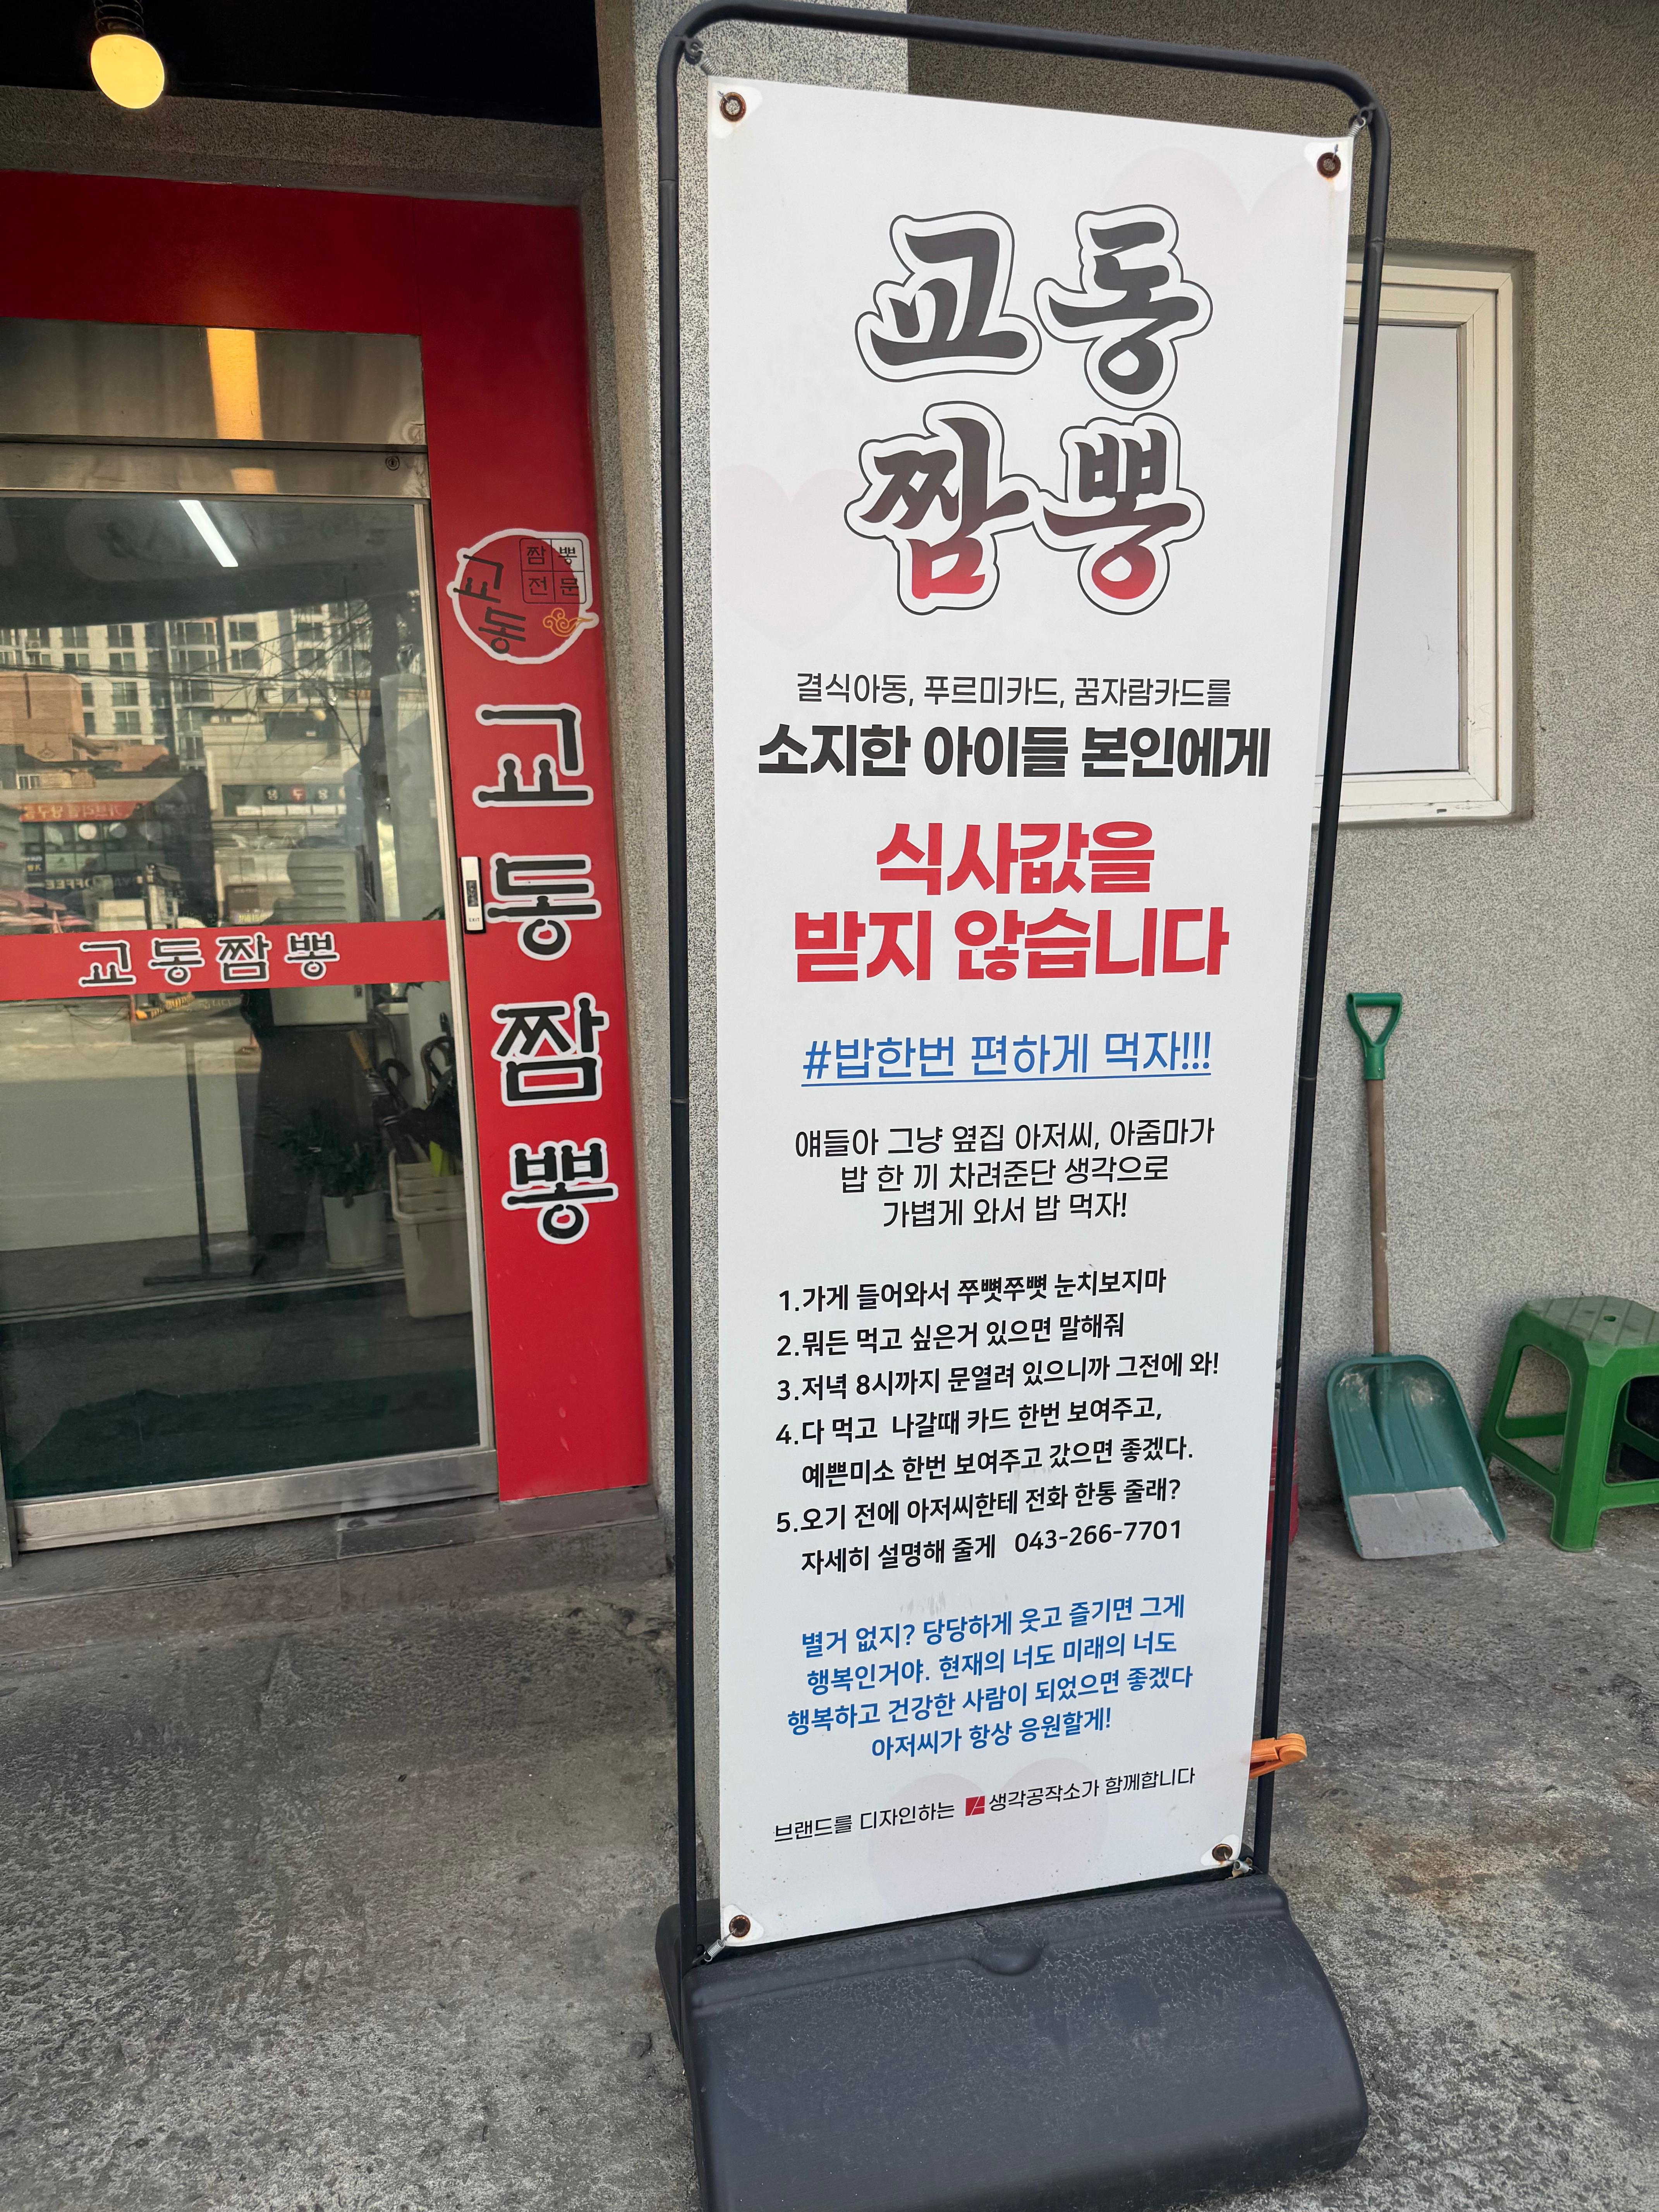 교동
짬뽕
결식아동, 푸르미카드, 꿈자람카드를
소지한 아이들 본인에게
식사값을
받지 않습니다
#밥한번 편하게 먹자!!!
얘들아 그냥 옆집 아저씨, 아줌마가
밥 한 끼 차려준단 생각으로
가볍게 와서 밥 먹자!
1.가게 들어와서 쭈뼛쭈뼛 눈치보지마
2.뭐든 먹고 싶은거 있으면 말해줘
3.저녁 8시까지 문열려 있으니까 그전에 와!
4.다 먹고 나갈때 카드 한번 보여주고,
예쁜미소 한번 보여주고 갔으면 좋겠다.
5.오기 전에 아저씨한테 전화 한통 줄래?
자세히 설명해 줄게 043-266-7701
별거 없지? 당당하게 웃고 즐기면 그게
행복인거야. 현재의 너도 미래의 너도
행복하고 건강한 사람이 되었으면 좋겠다
아저씨가 항상 응원할게!
브랜드를 디자인하는 생각공작소가 함께합니다
교동
짬뽕
전문
교동짬뽕
교동짬뽕
EXIT